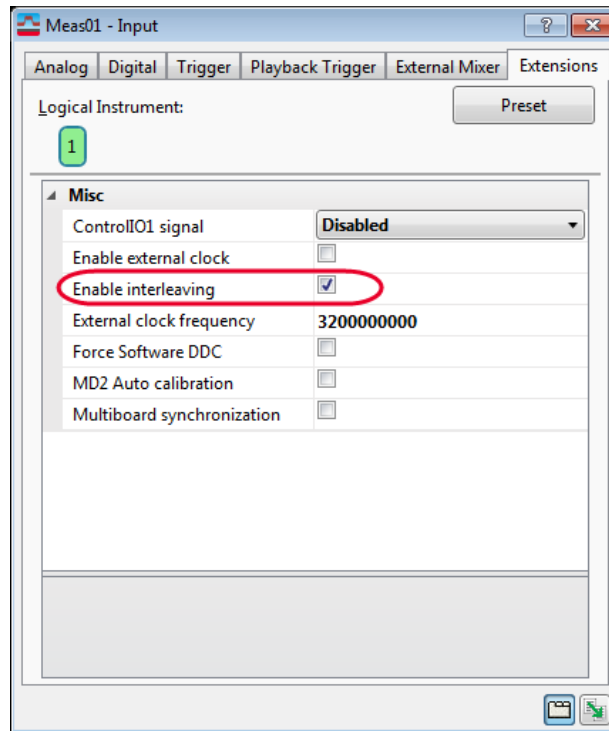 Meas01 - Input
Analog Digital Trigger Playback Trigger External Mixer Extensions
Logical Instrument: Preset
1
Misc
ControlIO1 signal Disabled
Enable external clock
Enable interleaving
External clock frequency 3200000000
Force Software DDC
MD2 Auto calibration
Multiboard synchronization